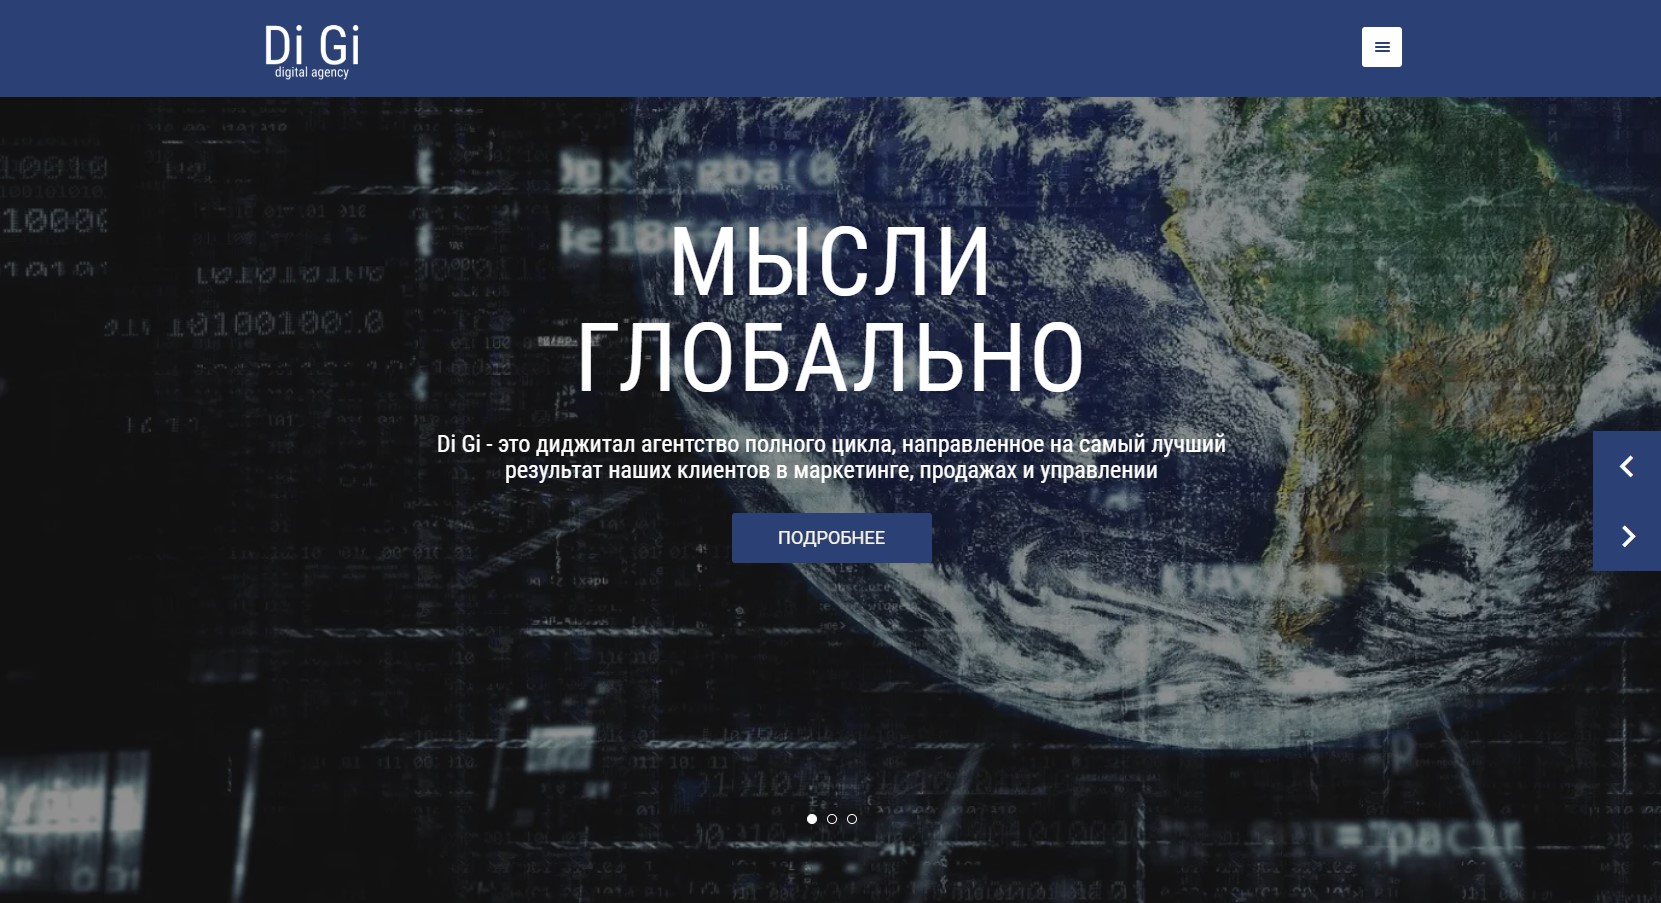 Di Gi
digital agency
МЫСЛИ
ГЛОБАЛЬНО
Di Gi - это диджитал агентство полного цикла, направленное на самый лучший
результат наших клиентов в маркетинге, продажах и управлении
ПОДРОБНЕЕ